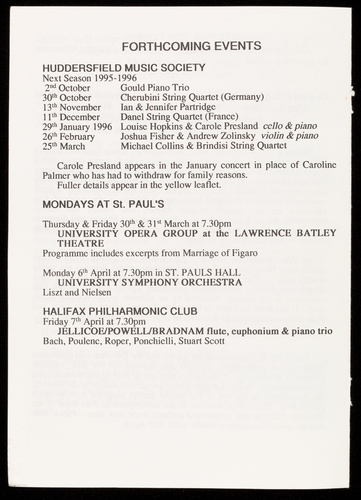 FORTHCOMING EVENTS
HUDDERSFIELD MUSIC SOCIETY
Next Season 1995-1996
2nd October Gould Piano Trio
30th October Cherubini String Quartet (Germany)
13th November Ian & Jennifer Partridge
11th December Danel String Quartet (France)
29th January 1996 Louise Hopkins & Carole Presland cello & piano
26th February Joshua Fisher & Andrew Zolinsky violin & piano
25th March Michael Collins & Brindisi String Quartet
Carole Presland appears in the January concert in place of Caroline
Palmer who has had to withdraw for family reasons.
Fuller details appear in the yellow leaflet.
MONDAYS AT St. PAUL'S
Thursday & Friday 30th & 31st March at 7.30pm
UNIVERSITY OPERA GROUP at the LAWRENCE BATLEY
THEATRE
Programme includes excerpts from Marriage of Figaro
Monday 6th April at 7.30pm in ST. PAULS HALL
UNIVERSITY SYMPHONY ORCHESTRA
Liszt and Nielsen
HALIFAX PHILHARMONIC CLUB
Friday 7th April at 7.30pm
JELLICOE/POWELL/BRADNAM flute, euphonium & piano trio
Bach, Poulenc, Roper, Ponchielli, Stuart Scott